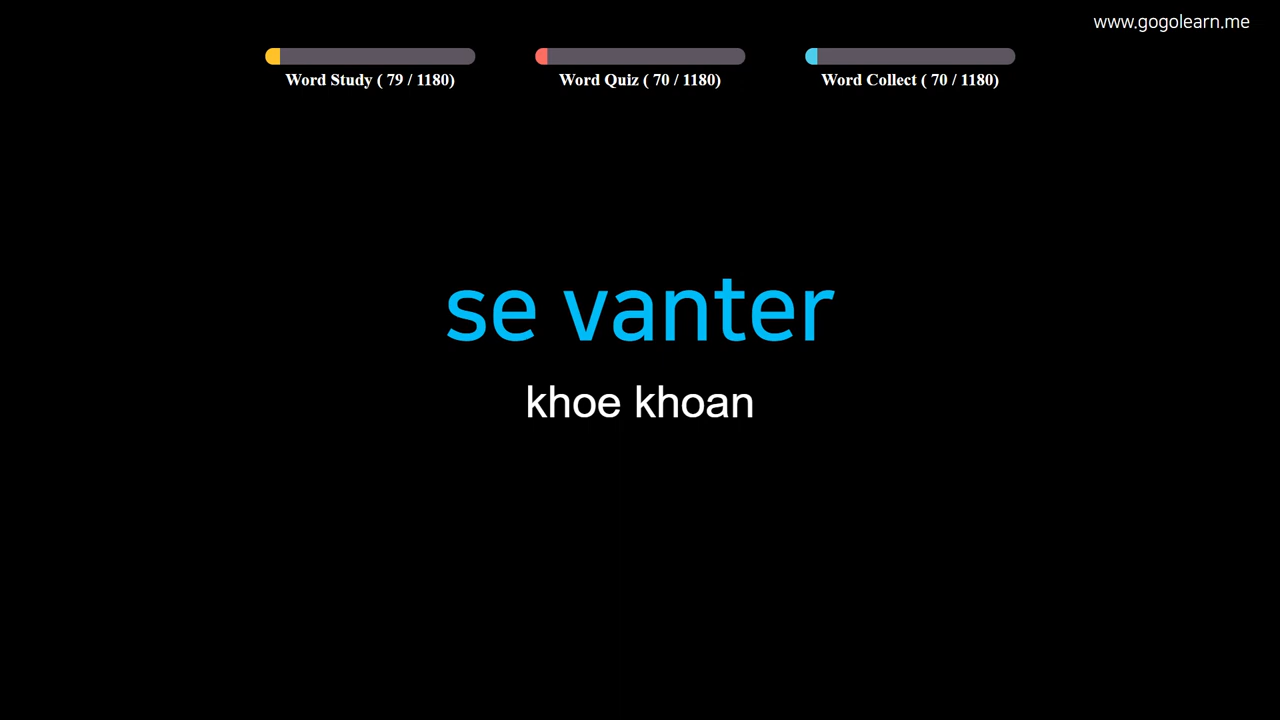 www.gogolearn.me
Word Study ( 79 / 1180)
Word Quiz ( 70 / 1180)
Word Collect ( 70 / 1180)
se vanter
khoe khoan